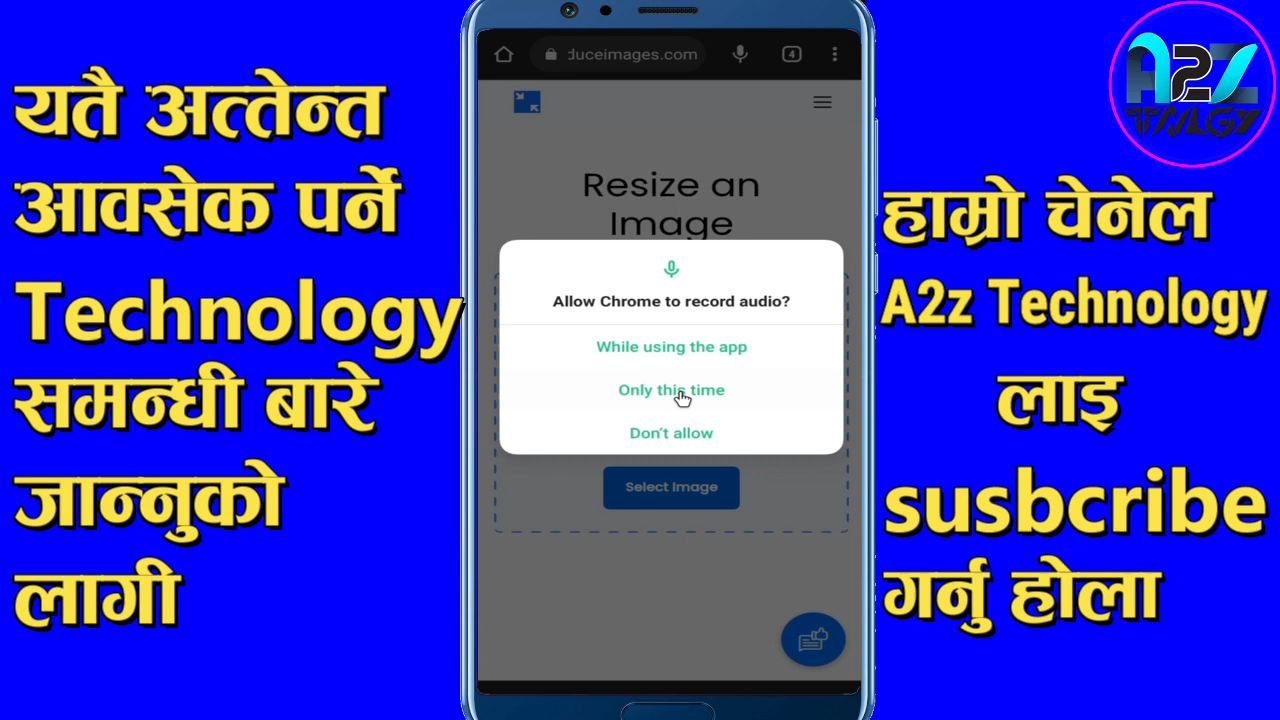 यतै अत्तेन्त
आवसेक पर्ने
Technology
समन्धी बारे
जान्नुको
लागी
duceimages.com
4
Resize an
Image
Allow Chrome to record audio?
While using the app
Only this time
Don't allow
Select Image
A2Z
हाम्रो चेनेल
A2z Technology
लाइ
susbcribe
गर्नु होला